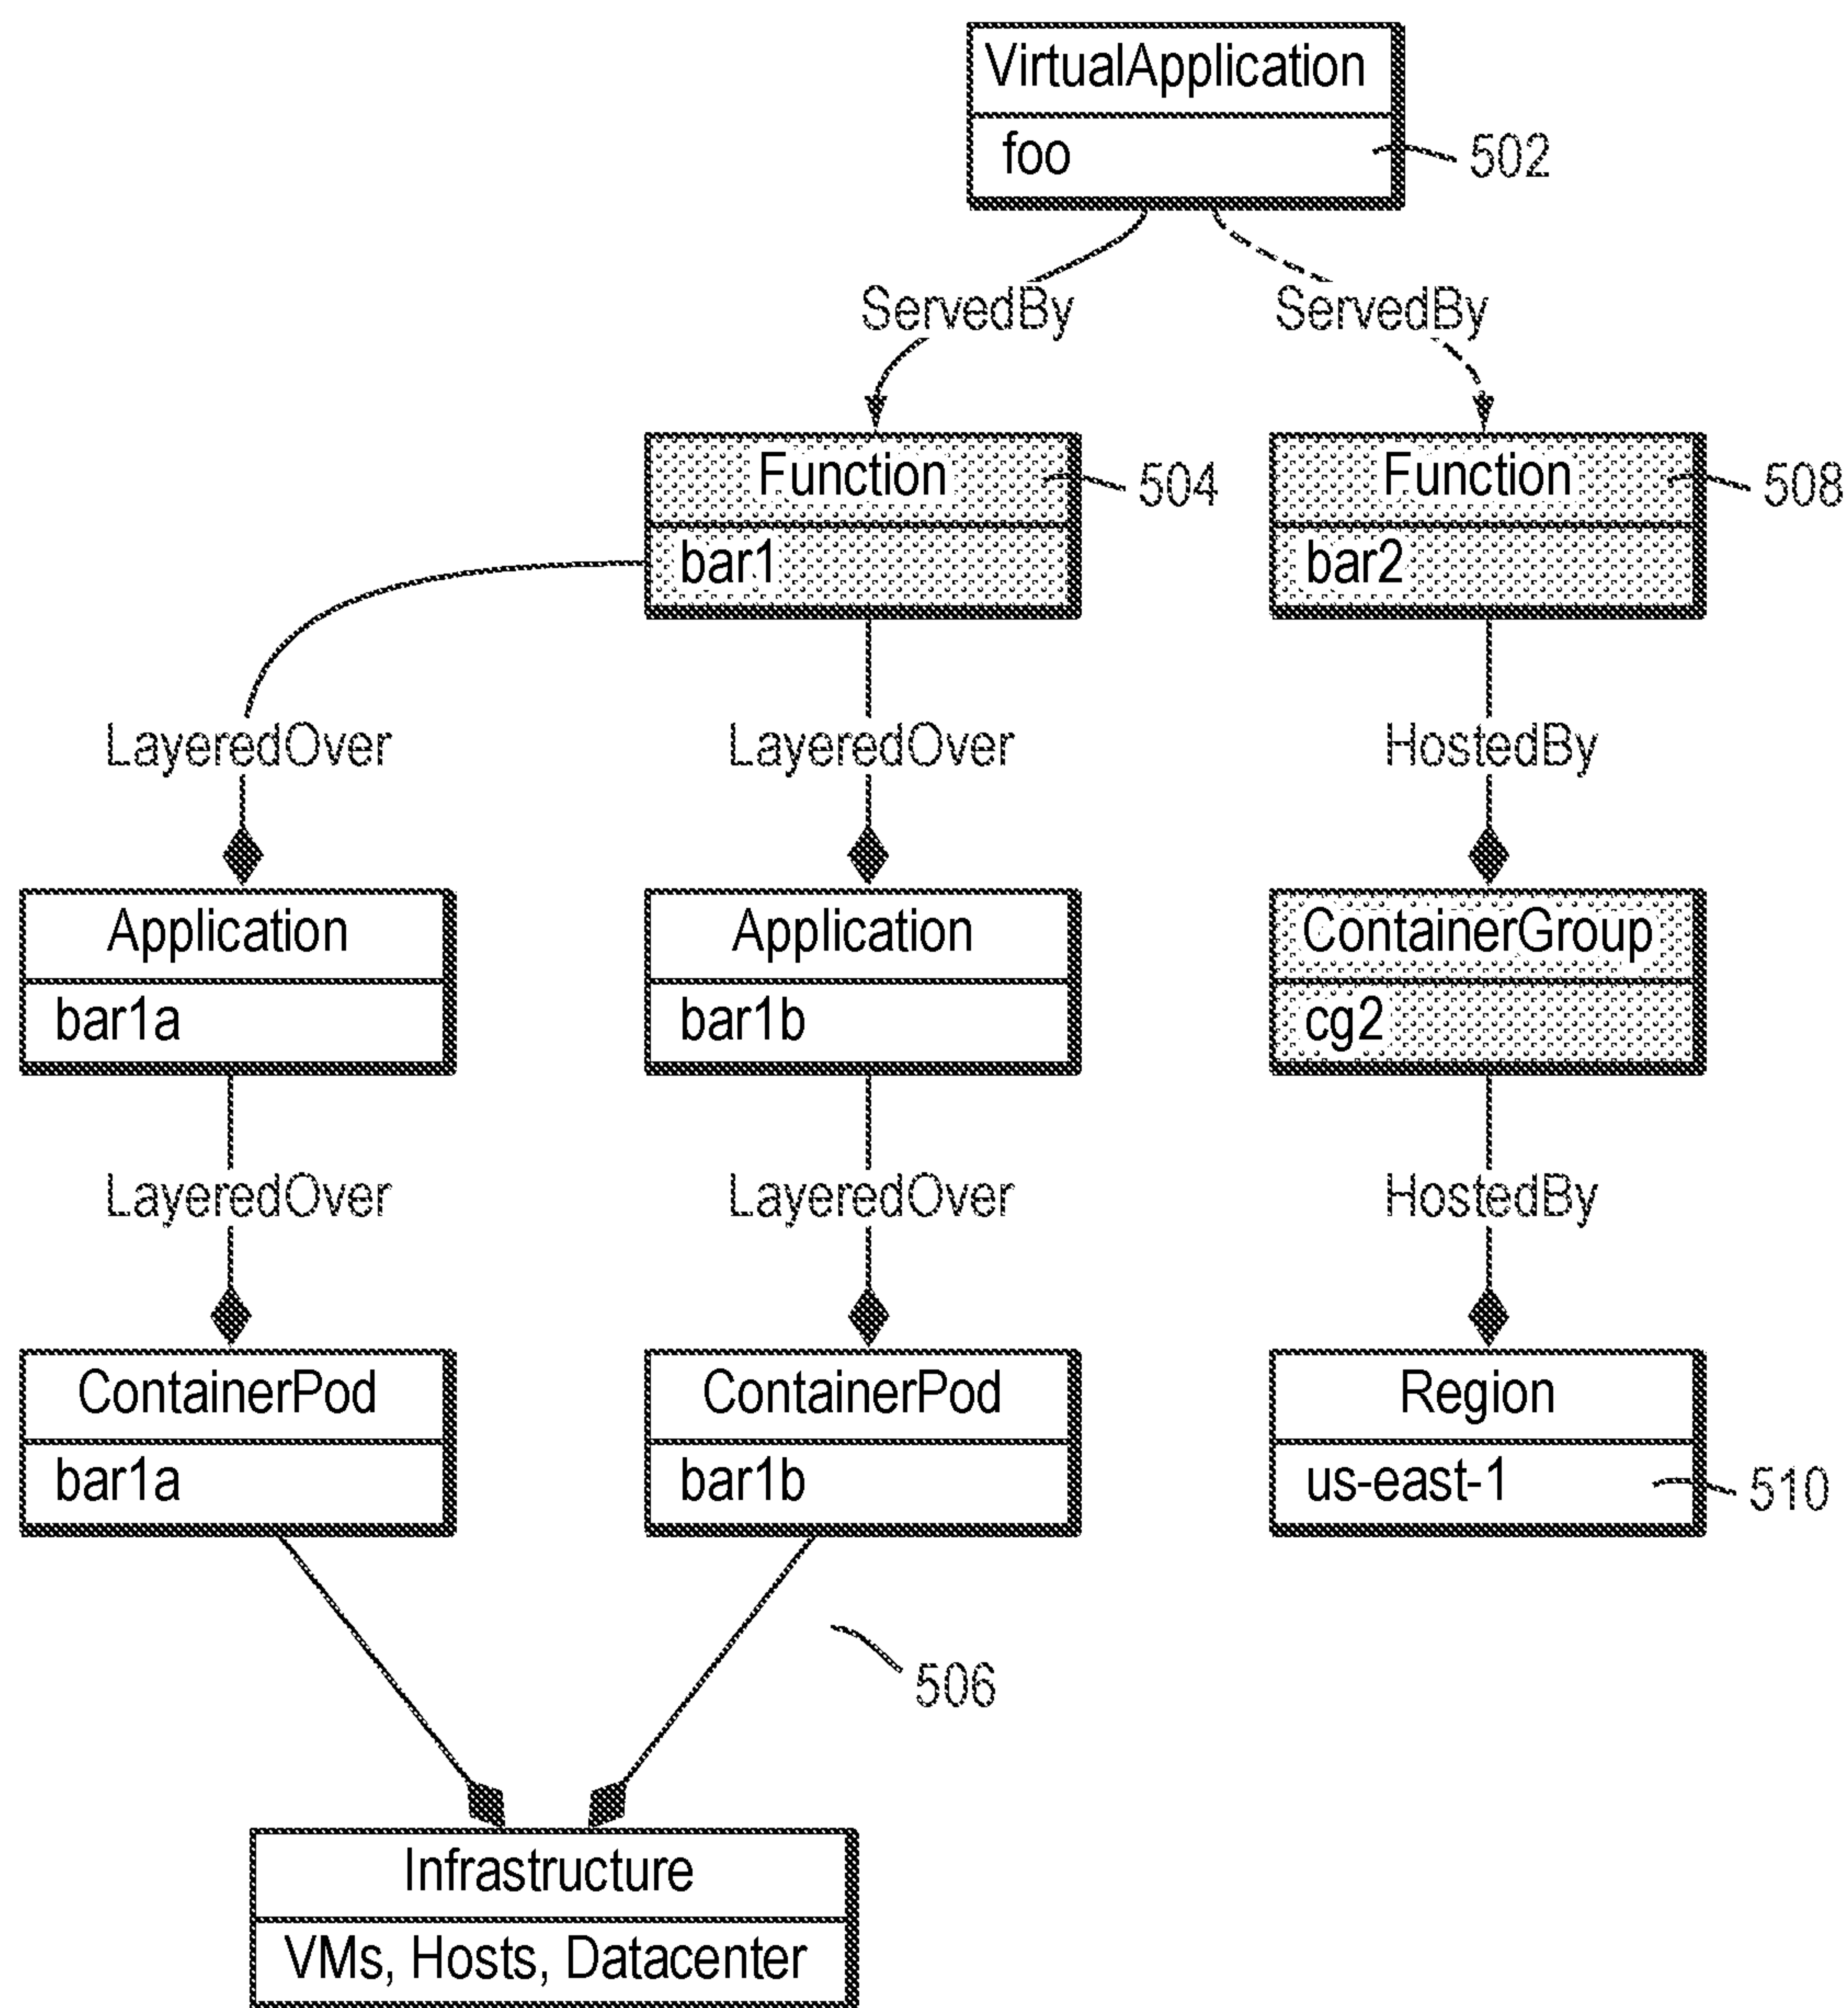 VirtualApplication
foo
502
ServedBy
ServedBy
Function
504
Function
508
bar1
bar2
LayeredOver
LayeredOver
HostedBy
Application
Application
ContainerGroup
bar1a
bar1b
cg2
LayeredOver
LayeredOver
HostedBy
ContainerPod
ContainerPod
Region
bar1a
bar1b
us-east-1
510
506
Infrastructure
VMs, Hosts, Datacenter